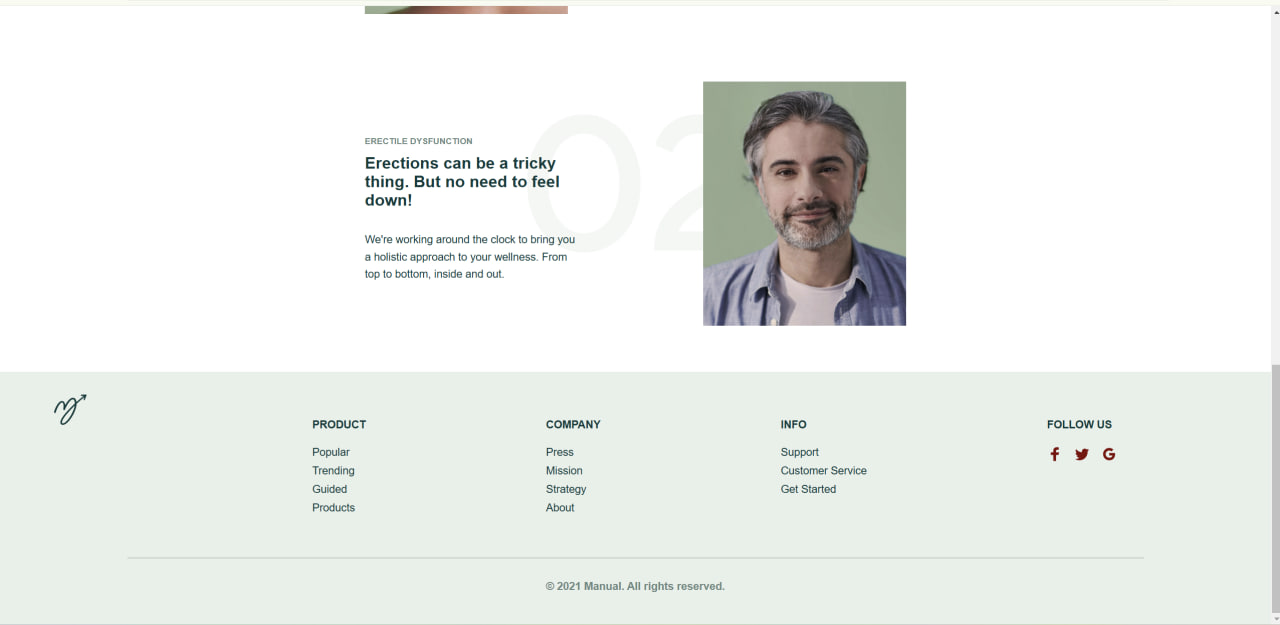 02
ERECTILE DYSFUNCTION
Erections can be a tricky
thing. But no need to feel
down!
We're working around the clock to bring you
a holistic approach to your wellness. From
top to bottom, inside and out.
PRODUCT
Popular
Trending
Guided
Products
COMPANY
Press
Mission
Strategy
About
INFO
Support
Customer Service
Get Started
FOLLOW US
© 2021 Manual. All rights reserved.